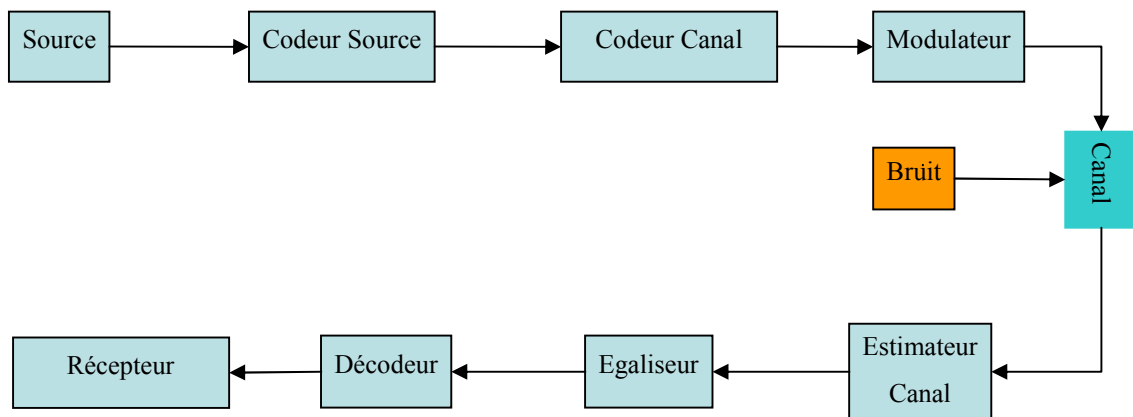 Source
Codeur Source
Codeur Canal
Modulateur
Canal
Bruit
Récepteur
Décodeur
Egaliseur
Estimateur
Canal